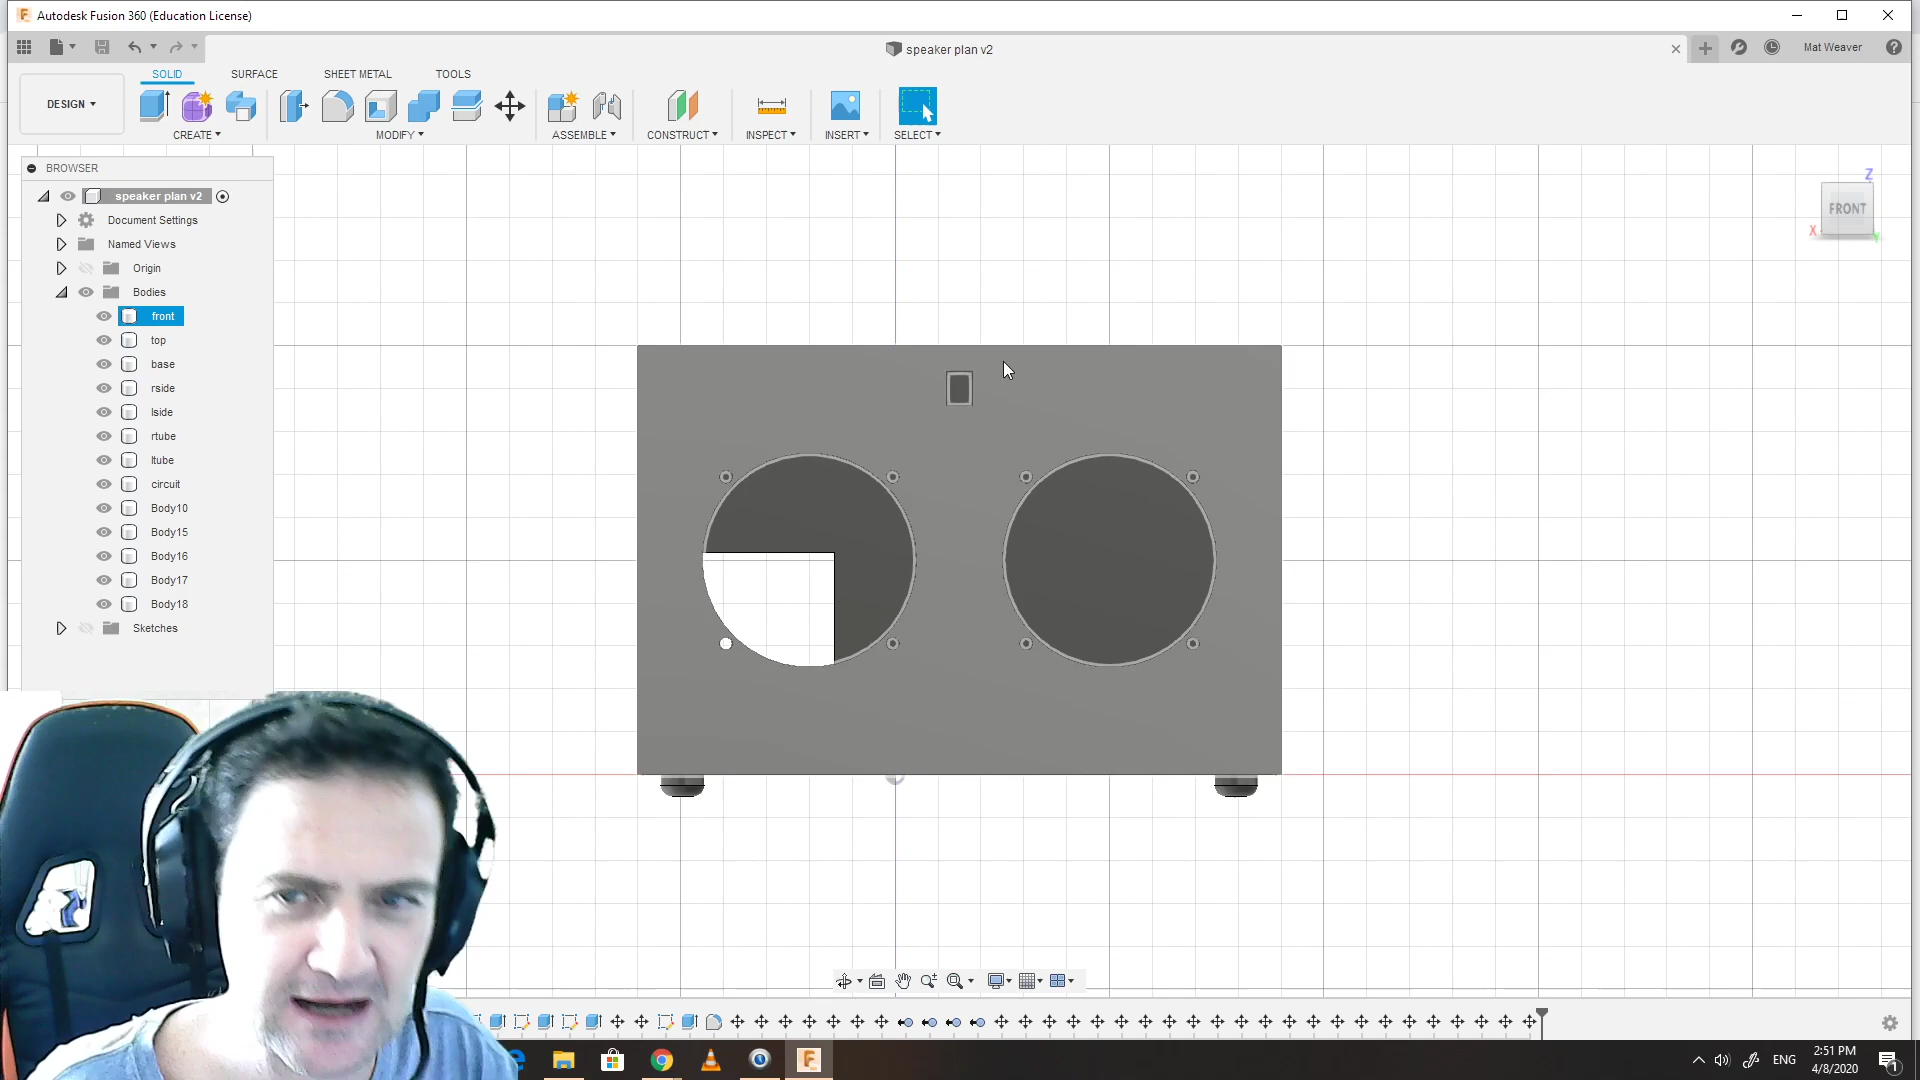 Autodesk Fusion 360 (Education License)
speaker plan v2
Mat Weaver
DESIGN
SOLID
SURFACE
SHEET METAL
TOOLS
CREATE
MODIFY
ASSEMBLE
CONSTRUCT
INSPECT
INSERT
SELECT
BROWSER
speaker plan v2
Document Settings
Named Views
Origin
Bodies
front
top
base
rside
lside
rtube
ltube
circuit
Body10
Body15
Body16
Body17
Body18
Sketches
Z
FRONT
X
Y
ENG
2:51 PM
4/8/2020
1